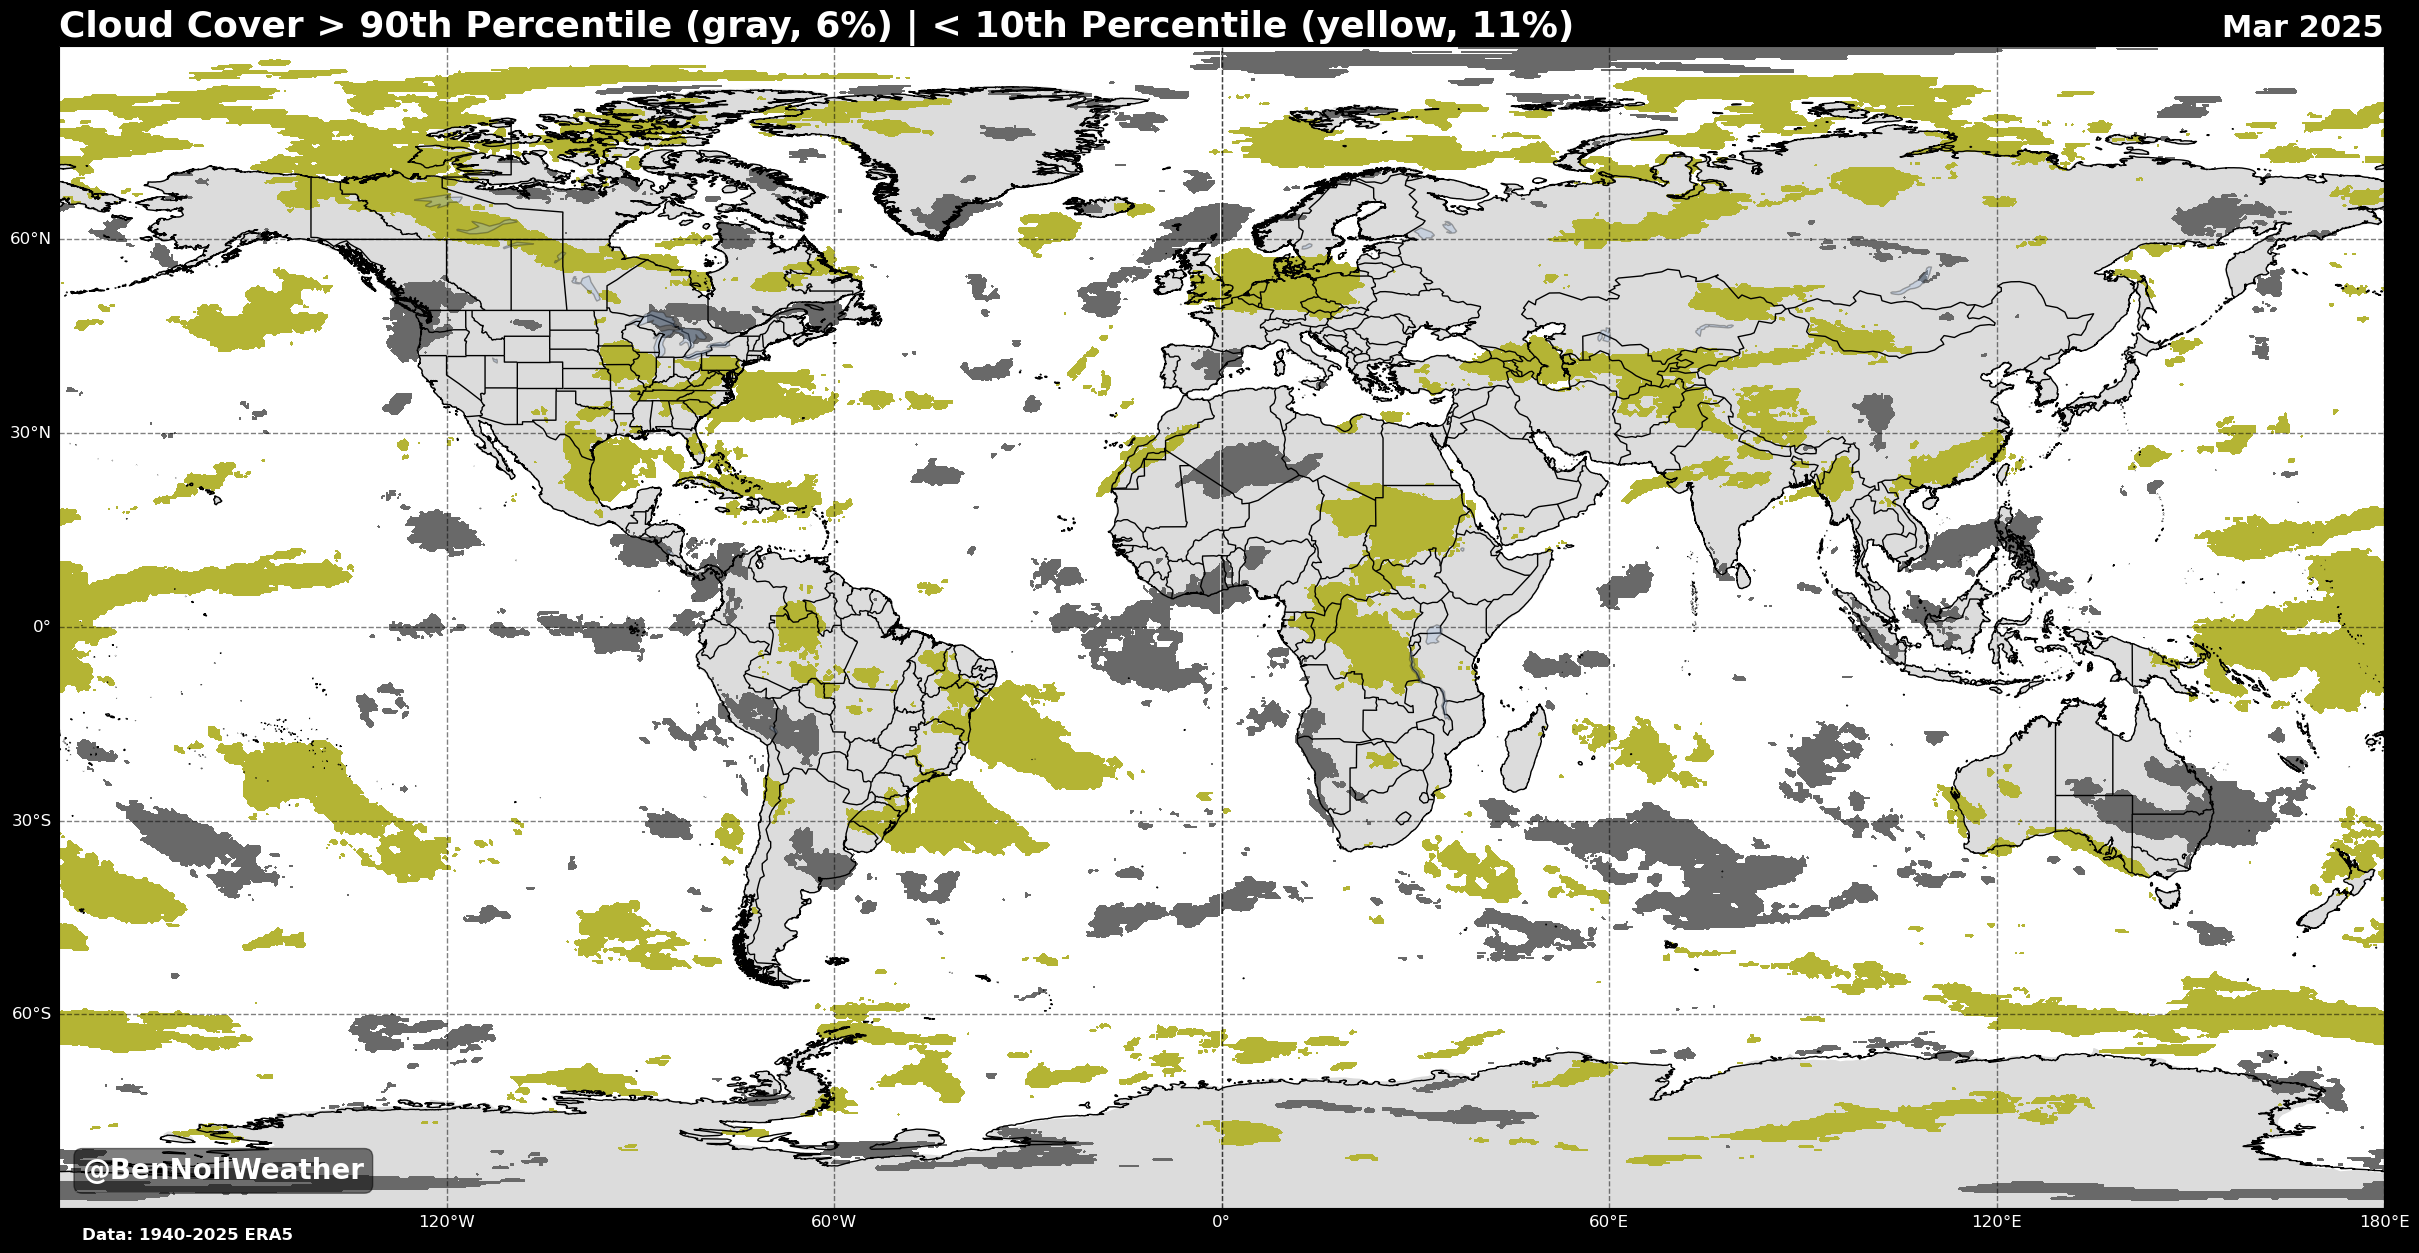 Cloud Cover > 90th Percentile (gray, 6%) | < 10th Percentile (yellow, 11%)
Mar 2025
60°N
30°N
0°
30°S
60°S
@BenNollWeather
120°W
60°W
0°
60°E
120°E
180°E
Data: 1940-2025 ERA5